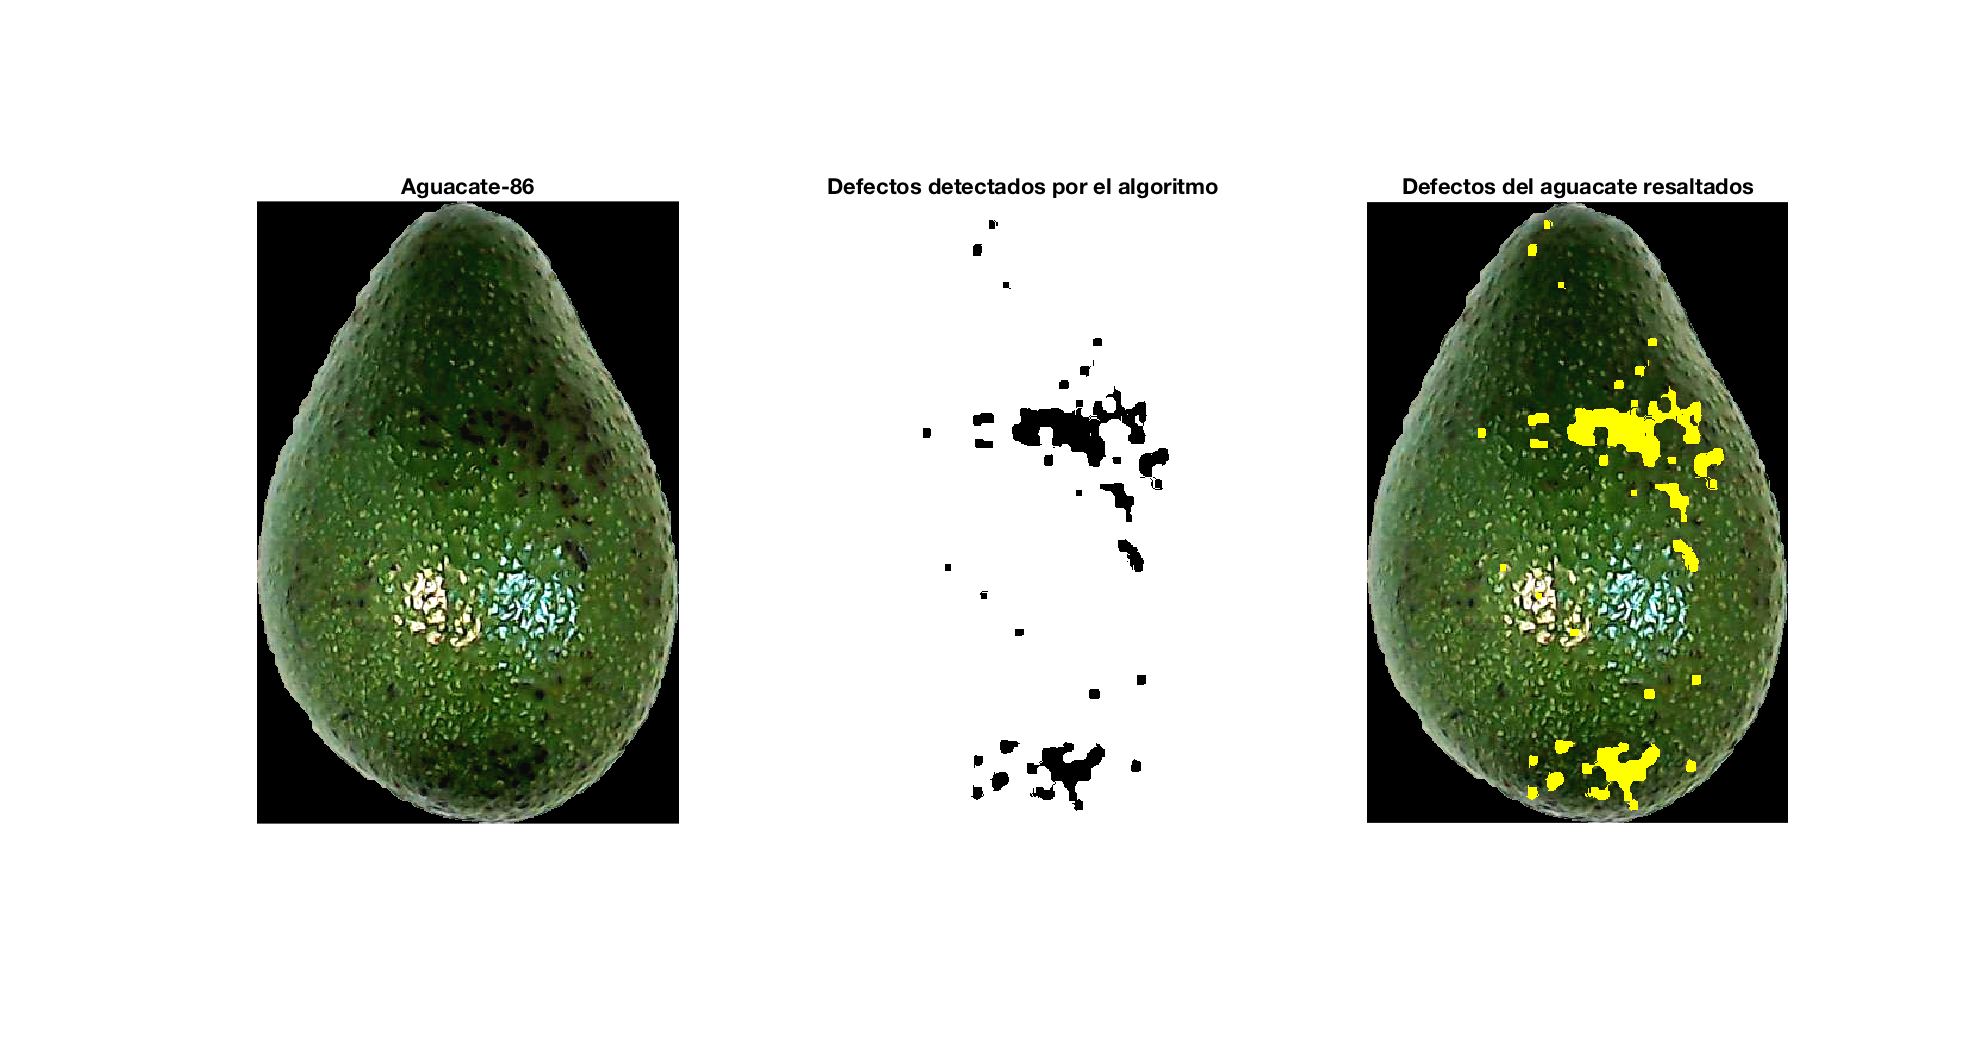 Aguacate-86
Defectos detectados por el algoritmo
Defectos del aguacate resaltados